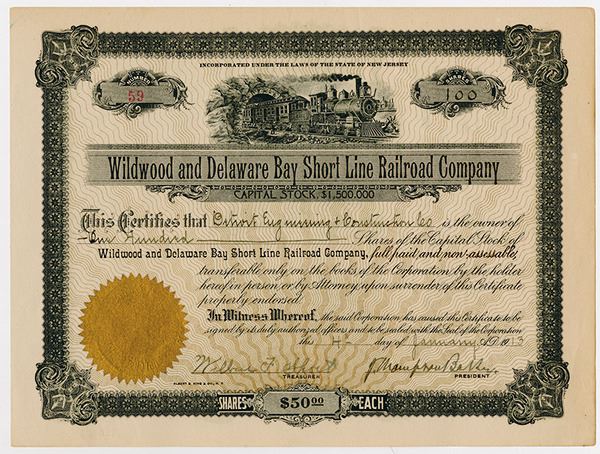 INCORPORATED UNDER THE LAWS OF THE STATE OF NEW JERSEY
NUMBER
59
NUMBER
100
Wildwood and Delaware Bay Short Line Railroad Company
CAPITAL STOCK, $1,500,000
This Certifies that Detroit Engineering & Construction Co is the owner of
One Hundred Shares of the Capital Stock of
Wildwood and Delaware Bay Short Line Railroad Company, full paid and non-assessable,
transferable only on the books of the Corporation by the holder
hereof in person or by Attorney upon surrender of this Certificate
properly endorsed.
In Witness Whereof, the said Corporation has caused this Certificate to be
signed by its duly authorized officers and to be sealed with the Seal of the Corporation
this 4 day of January 1913
TREASURER
PRESIDENT
SHARES $50.00 EACH